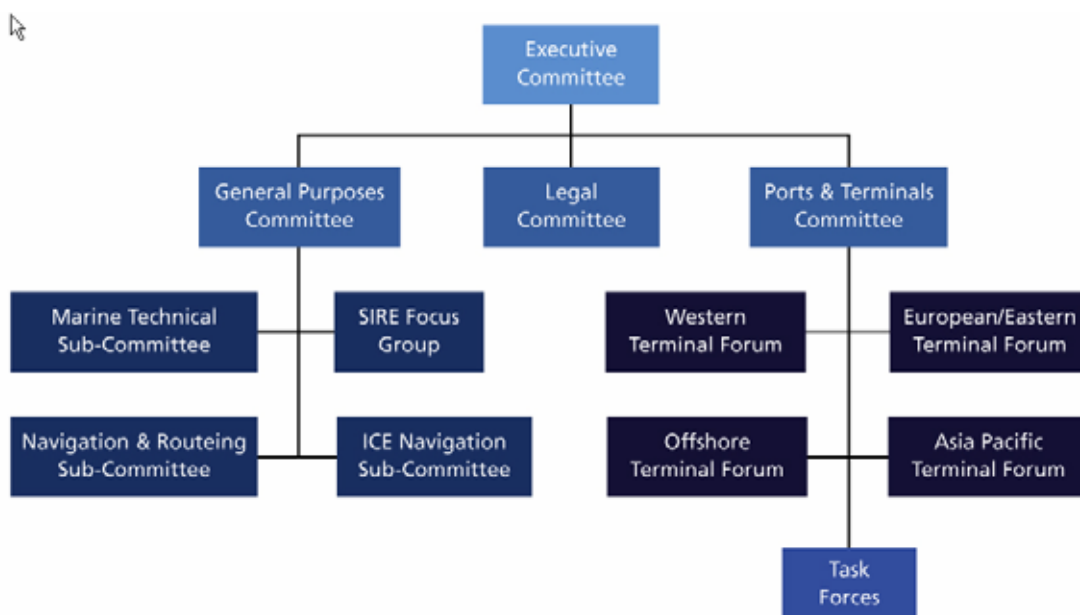 Executive
Committee
General Purposes
Committee
Legal
Committee
Ports & Terminals
Committee
Marine Technical
Sub-Committee
SIRE Focus
Group
Western
Terminal Forum
European/Eastern
Terminal Forum
Navigation & Routeing
Sub-Committee
ICE Navigation
Sub-Committee
Offshore
Terminal Forum
Asia Pacific
Terminal Forum
Task
Forces